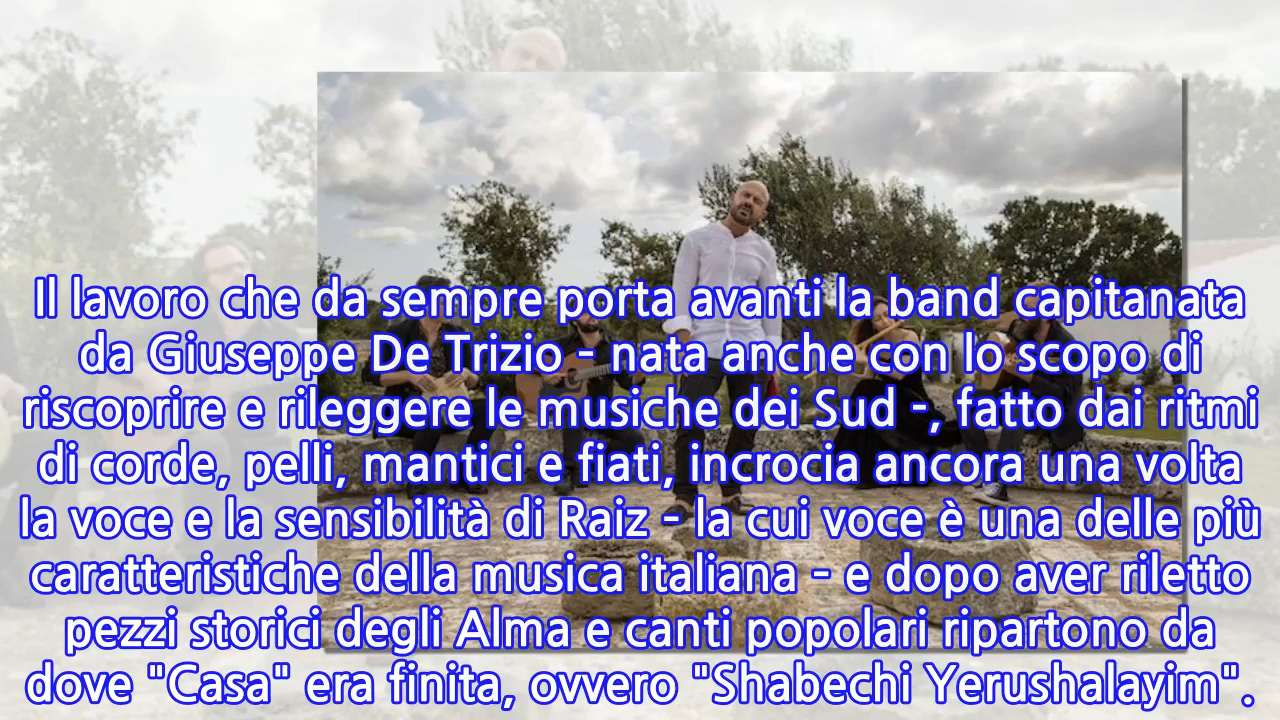 Il lavoro che da sempre porta avanti la band capitanata
da Giuseppe De Trizio - nata anche con lo scopo di
riscoprire e rileggere le musiche dei Sud -, fatto dai ritmi
di corde, pelli, mantici e fiati, incrocia ancora una volta
la voce e la sensibilità di Raiz - la cui voce è una delle più
caratteristiche della musica italiana - e dopo aver riletto
pezzi storici degli Alma e canti popolari ripartono da
dove "Casa" era finita, ovvero "Shabechi Yerushalayim".